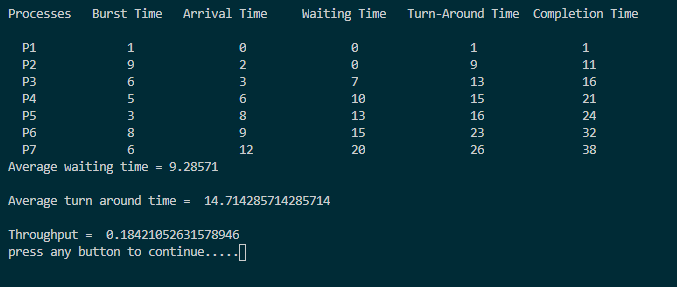 Processes Burst Time Arrival Time Waiting Time Turn-Around Time Completion Time
P1 1 0 0 1 1
P2 9 2 0 9 11
P3 6 3 7 13 16
P4 5 6 10 15 21
P5 3 8 13 16 24
P6 8 9 15 23 32
P7 6 12 20 26 38
Average waiting time = 9.28571
Average turn around time = 14.714285714285714
Throughput = 0.18421052631578946
press any button to continue.....